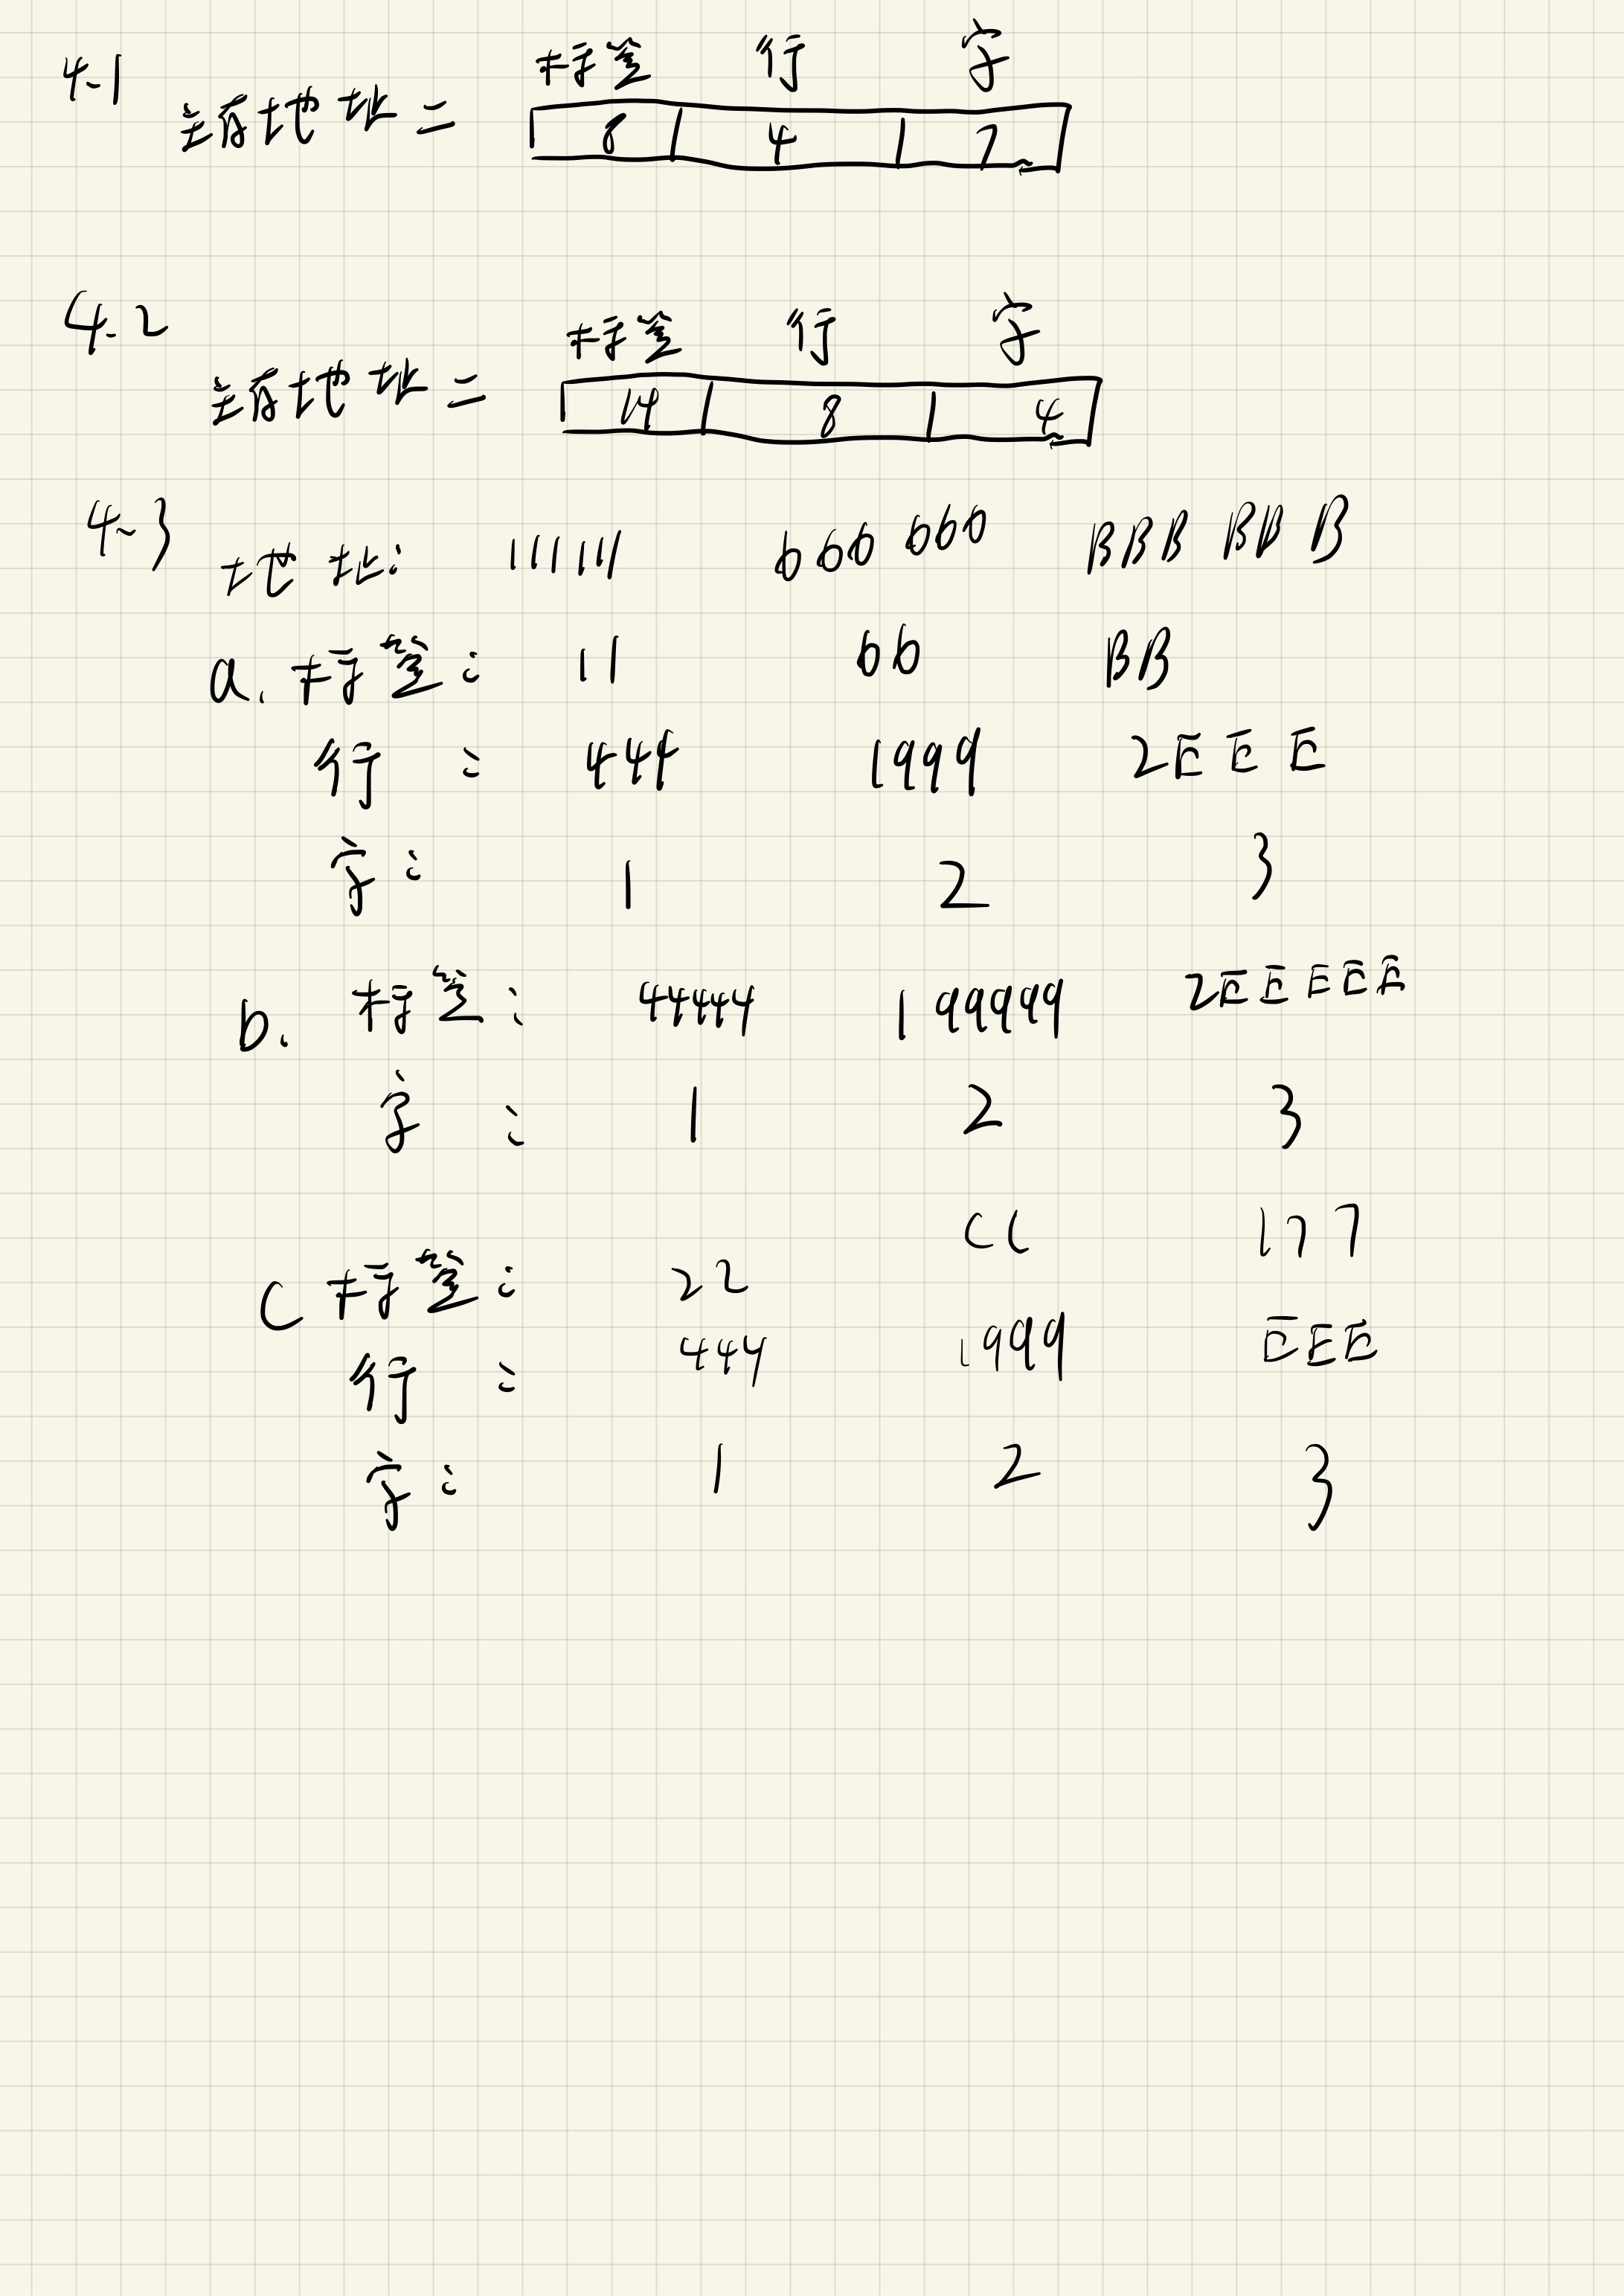 4-1
标签 行 字
主存地址=
8 4 7
4.2
标签 行 字
主存地址=
14 8 4
4-3
地址: 111111 666666 BBBBBB
a. 标签: 11 66 BB
行: 444 1999 2EEE
字: 1 2 3
b. 标签: 44444 199999 2EEEEE
字: 1 2 3
c 标签: 22 CC 177
行: 444 1999 EEE
字: 1 2 3